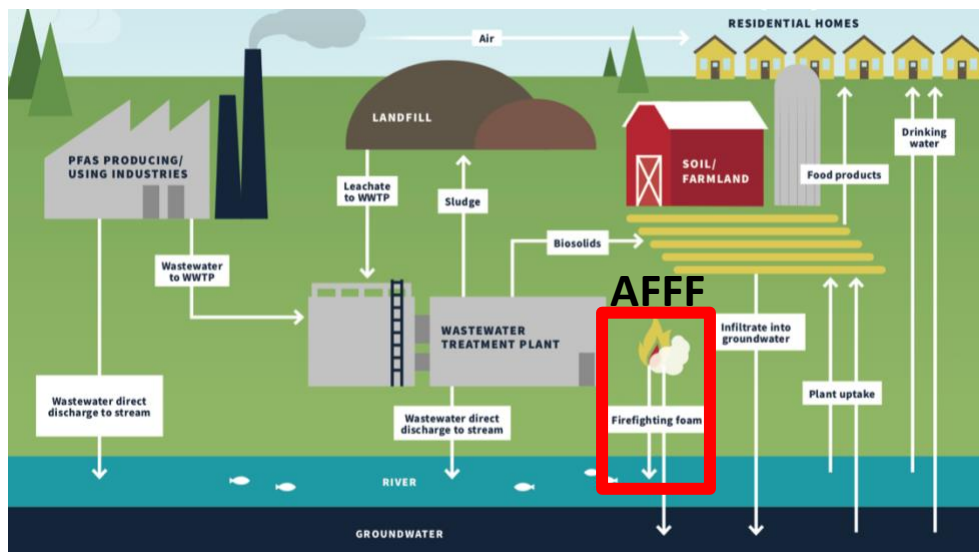 RESIDENTIAL HOMES
Air
LANDFILL
PFAS PRODUCING/
USING INDUSTRIES
SOIL/
FARMLAND
Drinking
water
Food products
Leachate
to WWTP
Sludge
Biosolids
Wastewater
to WWTP
AFFF
WASTEWATER
TREATMENT PLANT
Infiltrate into
groundwater
Wastewater direct
discharge to stream
Wastewater direct
discharge to stream
Firefighting foam
Plant uptake
RIVER
GROUNDWATER